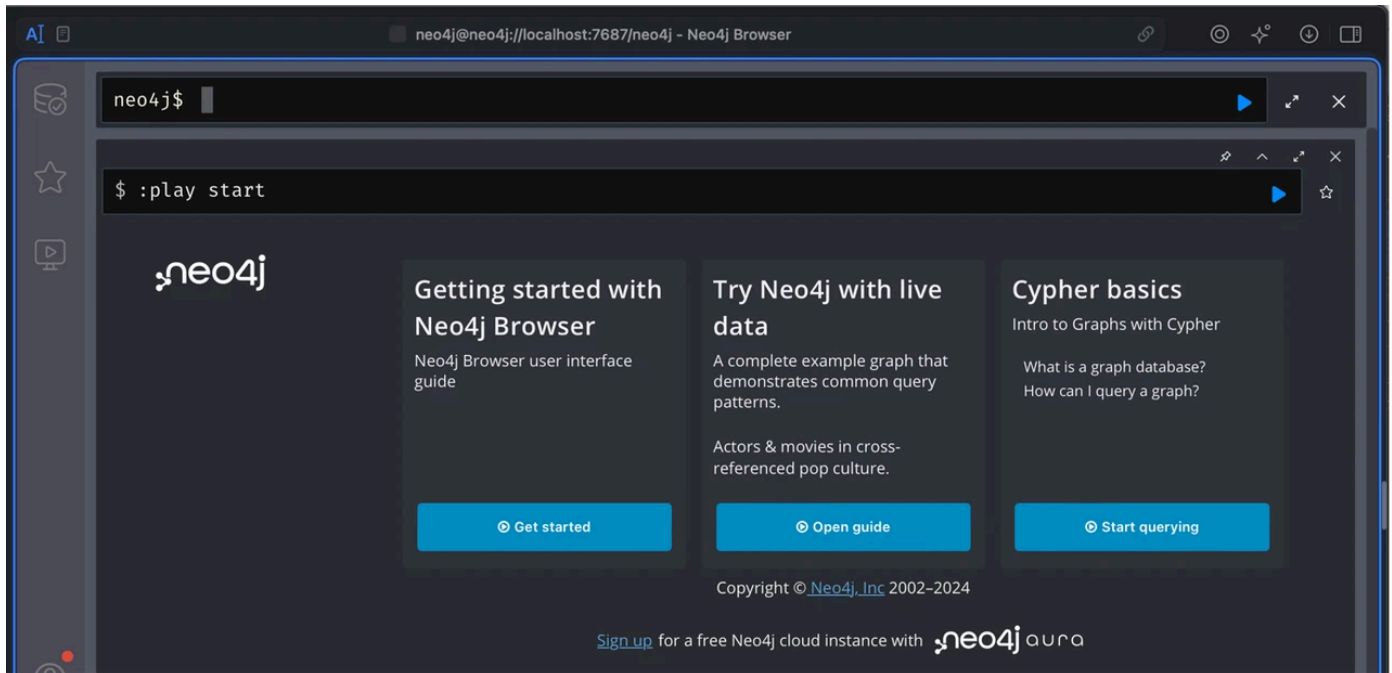 A
neo4j@neo4j://localhost:7687/neo4j - Neo4j Browser
neo4j$
$ :play start
neo4j
Getting started with
Neo4j Browser
Neo4j Browser user interface
guide
Get started
Try Neo4j with live
data
A complete example graph that
demonstrates common query
patterns.
Actors & movies in cross-
referenced pop culture.
Open guide
Cypher basics
Intro to Graphs with Cypher
What is a graph database?
How can I query a graph?
Start querying
Copyright © Neo4j, Inc 2002–2024
Sign up for a free Neo4j cloud instance with neo4j aura